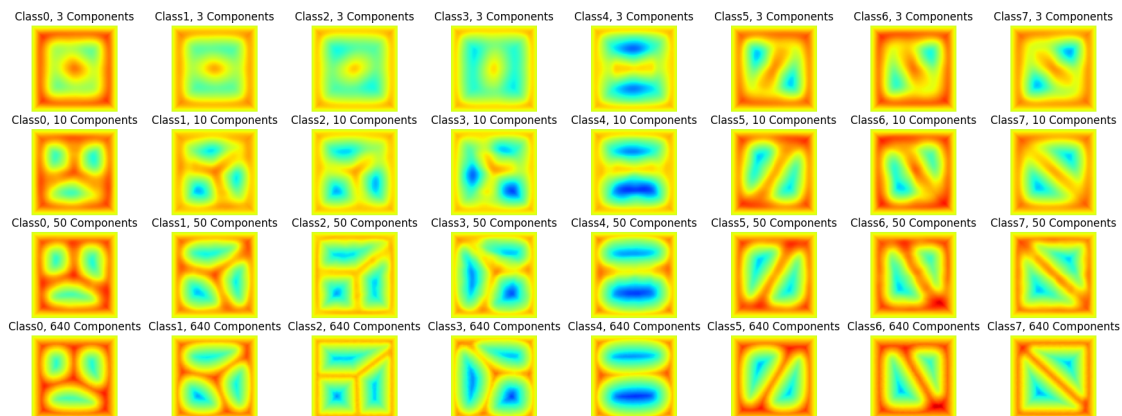 Class0, 3 Components Class1, 3 Components Class2, 3 Components Class3, 3 Components Class4, 3 Components Class5, 3 Components Class6, 3 Components Class7, 3 Components
Class0, 10 Components Class1, 10 Components Class2, 10 Components Class3, 10 Components Class4, 10 Components Class5, 10 Components Class6, 10 Components Class7, 10 Components
Class0, 50 Components Class1, 50 Components Class2, 50 Components Class3, 50 Components Class4, 50 Components Class5, 50 Components Class6, 50 Components Class7, 50 Components
Class0, 640 Components Class1, 640 Components Class2, 640 Components Class3, 640 Components Class4, 640 Components Class5, 640 Components Class6, 640 Components Class7, 640 Components